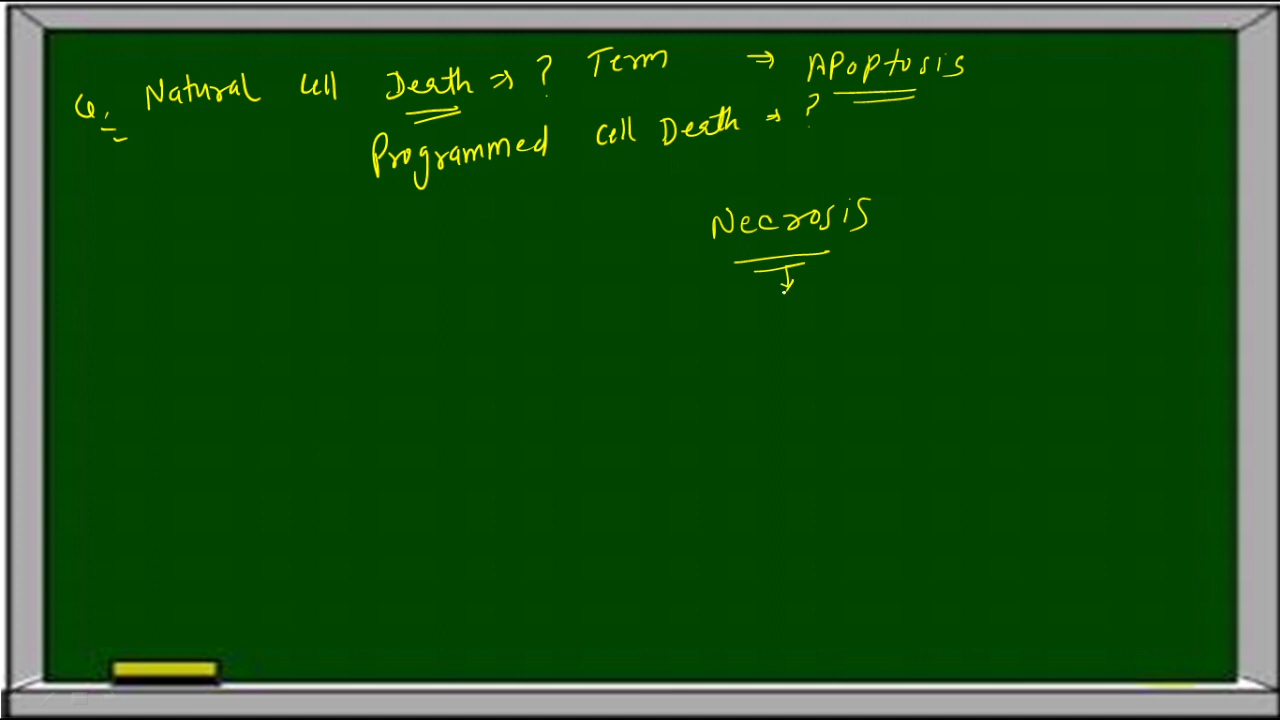 Q:- Natural Cell Death ⇒ ? Term ⇒ APoptosis
Programmed Cell Death ⇒ ?
Necrosis
↓